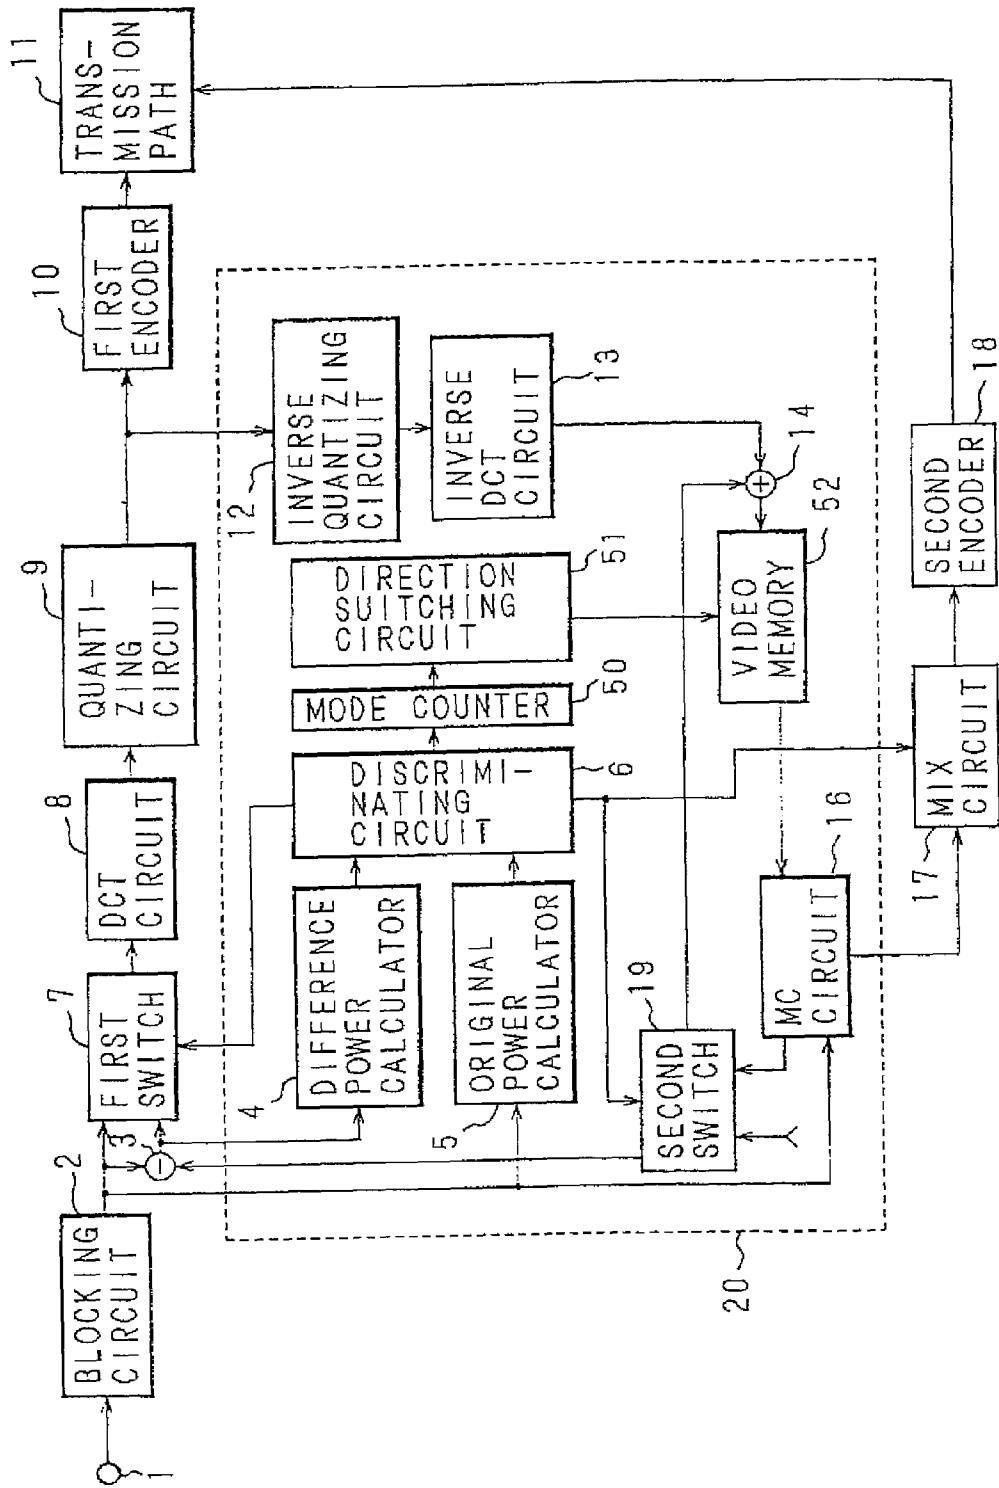 1
BLOCKING
CIRCUIT
2
3
FIRST
SWITCH
7
DCT
CIRCUIT
8
QUANTI-
ZING
CIRCUIT
9
FIRST
ENCODER
10
TRANS-
MISSION
PATH
11
4
DIFFERENCE
POWER
CALCULATOR
5
ORIGINAL
POWER
CALCULATOR
DISCRIMI-
NATING
CIRCUIT
6
MODE COUNTER
50
DIRECTION
SUITCHING
CIRCUIT
51
12
INVERSE
QUANTIZING
CIRCUIT
INVERSE
DCT
CIRCUIT
13
14
SECOND
SWITCH
19
MC
CIRCUIT
16
VIDEO
MEMORY
52
20
17
MIX
CIRCUIT
SECOND
ENCODER
18